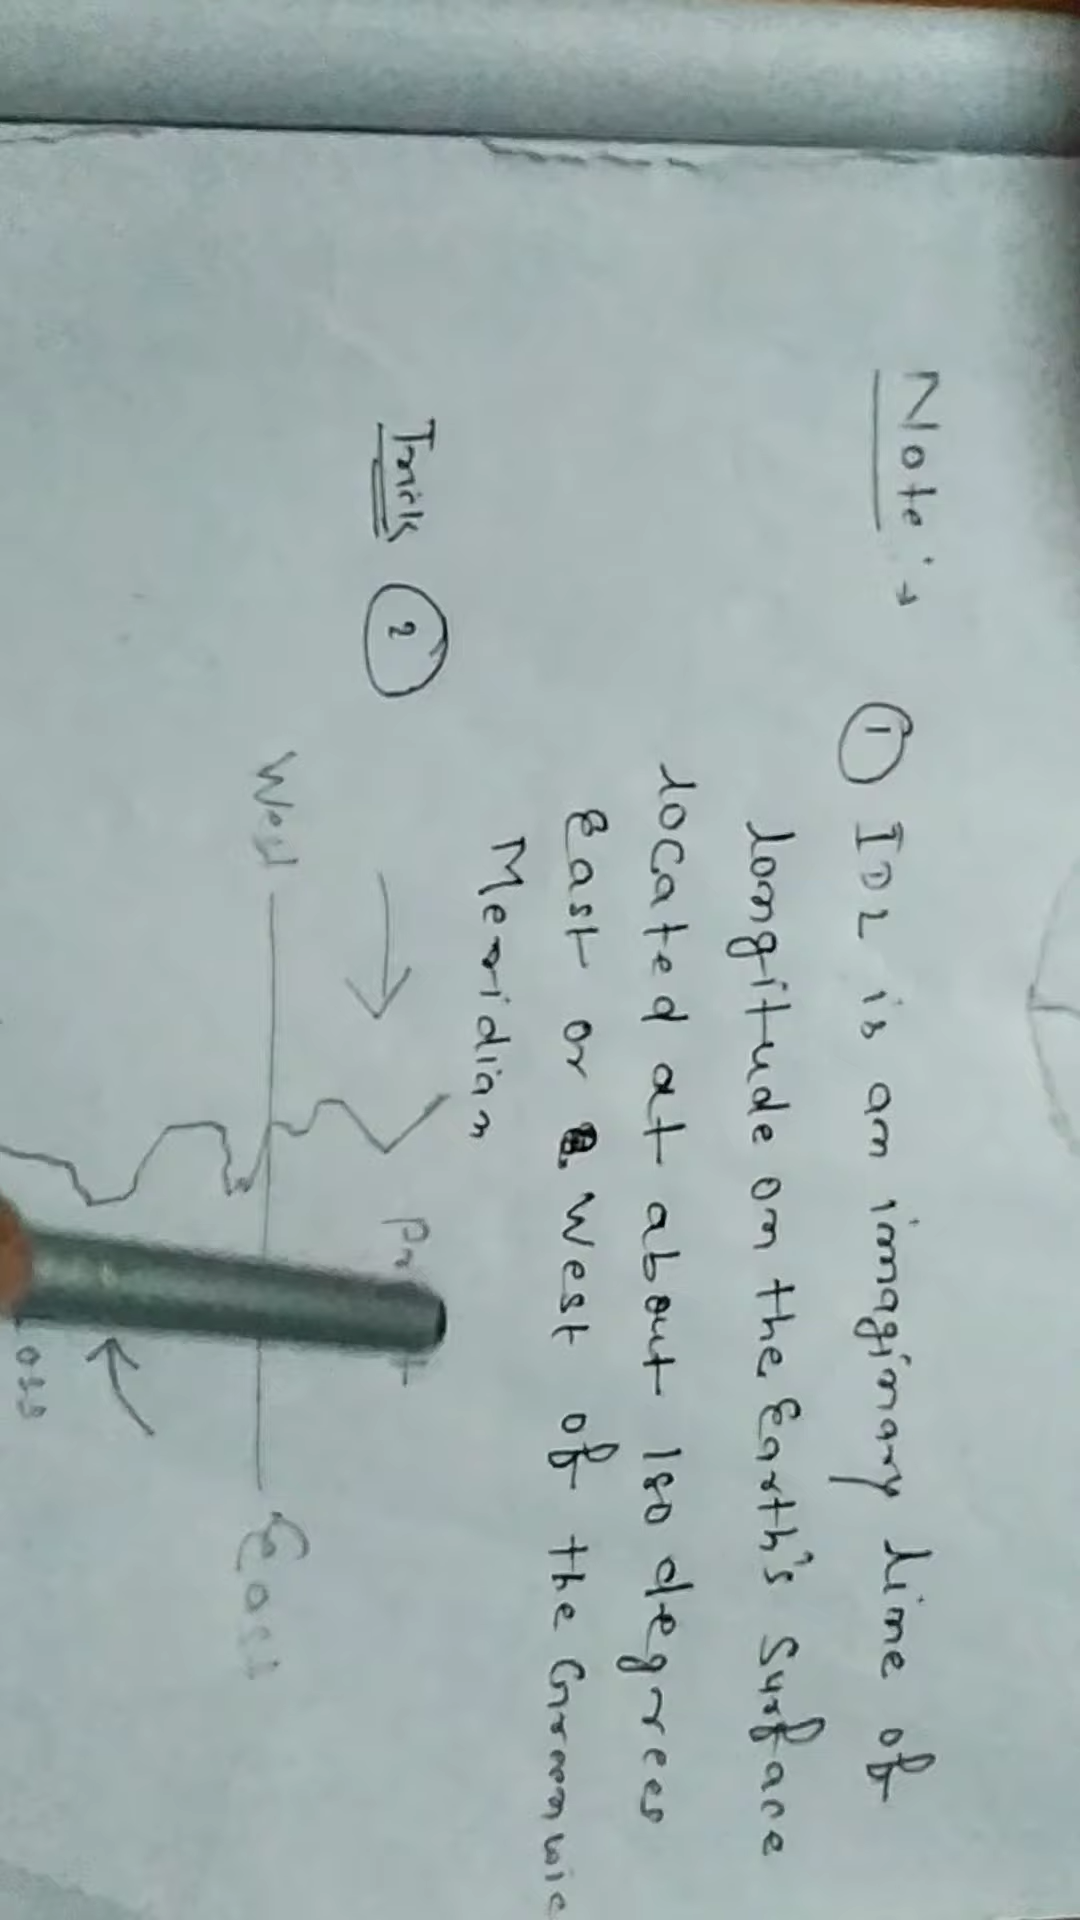 Note :→ ① IDL is an imaginary line of
longitude on the Earth's Surface
located at about 180 degrees
East or West of the Greenwic
Meridian
Trick ②
West
East